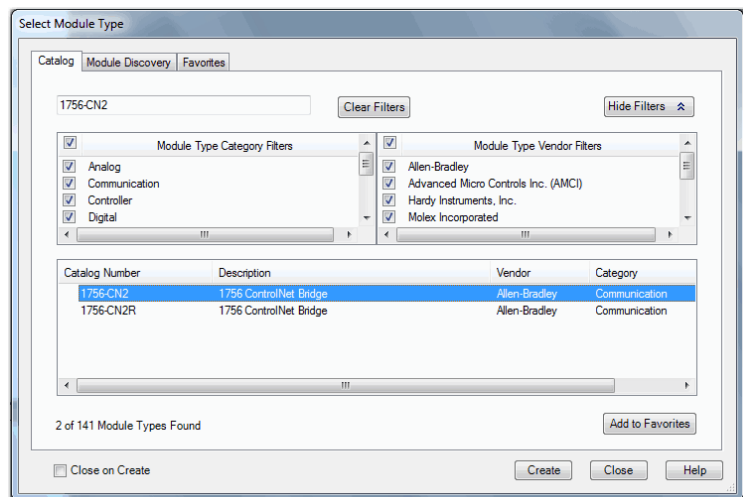 Select Module Type
Catalog Module Discovery Favorites
1756-CN2 Clear Filters Hide Filters
Module Type Category Filters Module Type Vendor Filters
Analog Allen-Bradley
Communication Advanced Micro Controls Inc. (AMCI)
Controller Hardy Instruments, Inc.
Digital Molex Incorporated
Catalog Number Description Vendor Category
1756-CN2 1756 ControlNet Bridge Allen-Bradley Communication
1756-CN2R 1756 ControlNet Bridge Allen-Bradley Communication
2 of 141 Module Types Found Add to Favorites
Close on Create Create Close Help